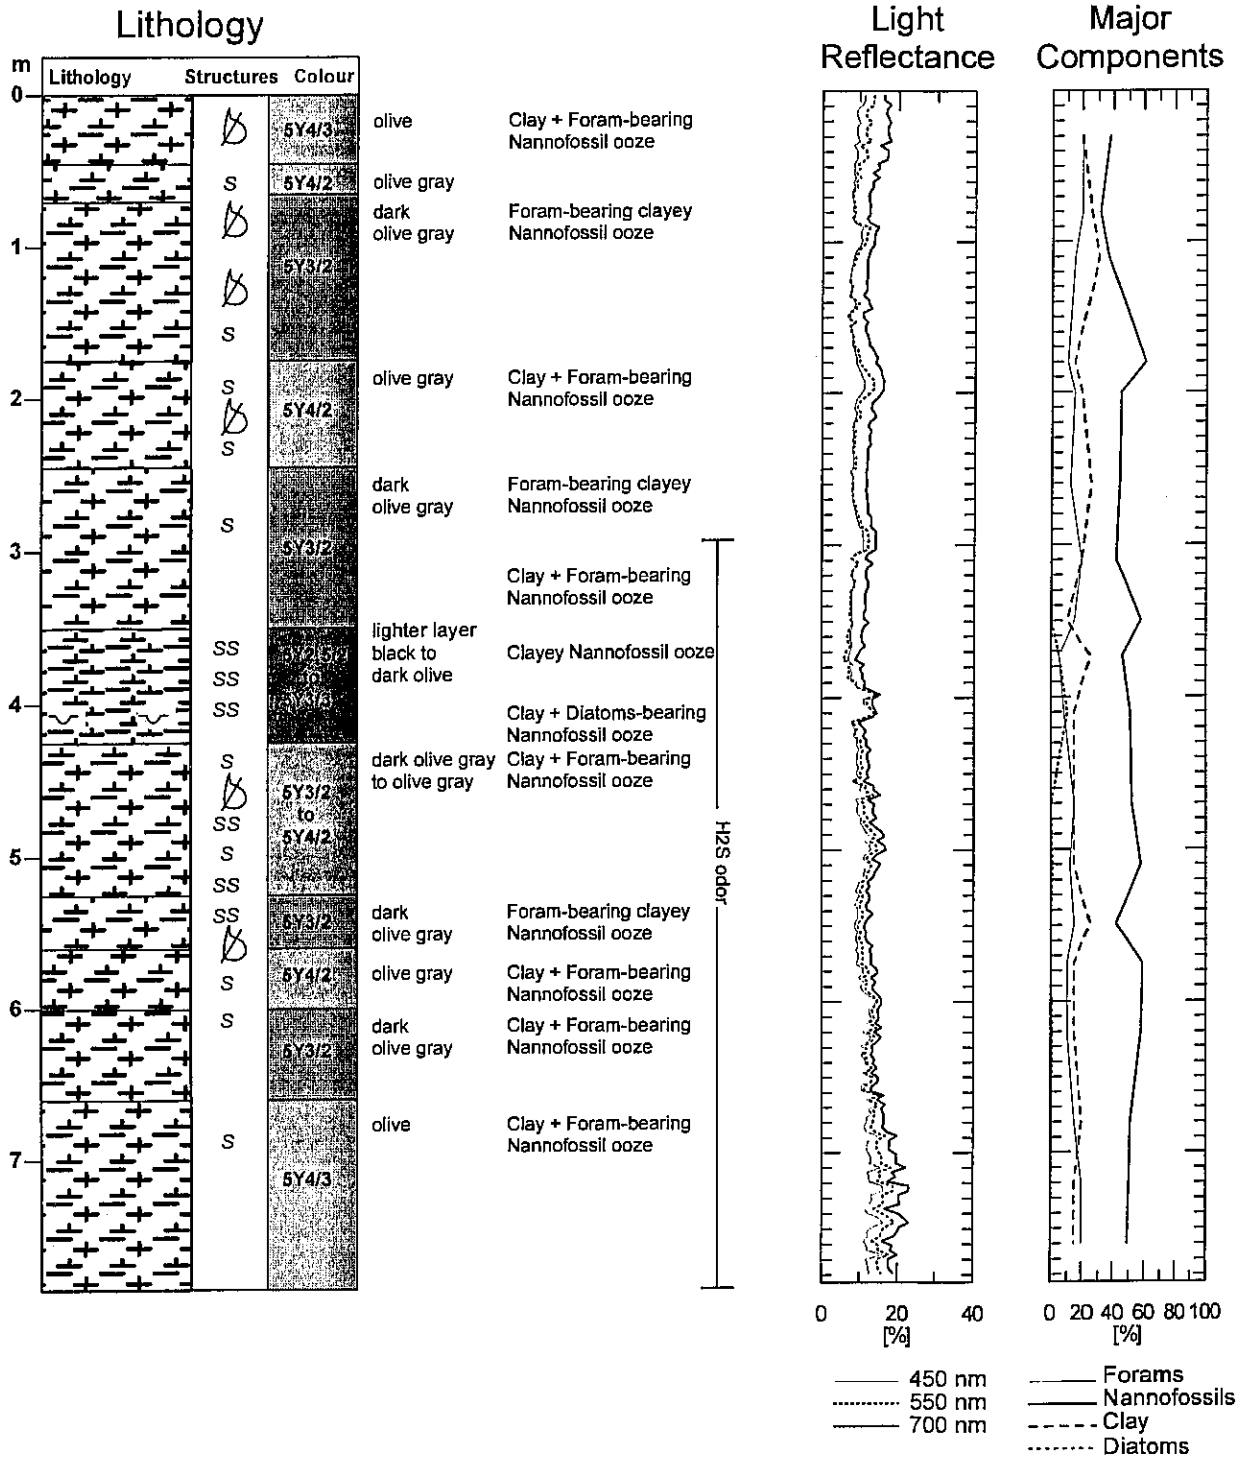 Lithology
Light
Reflectance
Major
Components
m
Lithology Structures Colour
0
5Y4/3
olive
Clay + Foram-bearing
Nannofossil ooze
S
5Y4/2
olive gray
dark
olive gray
Foram-bearing clayey
Nannofossil ooze
1
5Y3/2
S
S
olive gray
Clay + Foram-bearing
Nannofossil ooze
2
5Y4/2
S
dark
olive gray
Foram-bearing clayey
Nannofossil ooze
S
3
5Y3/2
Clay + Foram-bearing
Nannofossil ooze
lighter layer
black to
dark olive
SS
Clayey Nannofossil ooze
SS
SS
4
Clay + Diatoms-bearing
Nannofossil ooze
S
dark olive gray
to olive gray
Clay + Foram-bearing
Nannofossil ooze
5Y3/2
to
5Y4/2
SS
S
5
SS
H2S odor
SS
5Y3/2
dark
olive gray
Foram-bearing clayey
Nannofossil ooze
S
5Y4/2
olive gray
Clay + Foram-bearing
Nannofossil ooze
6
S
5Y3/2
dark
olive gray
Clay + Foram-bearing
Nannofossil ooze
olive
Clay + Foram-bearing
Nannofossil ooze
S
7
5Y4/3
0 20 40
[%]
0 20 40 60 80 100
[%]
450 nm
550 nm
700 nm
Forams
Nannofossils
Clay
Diatoms